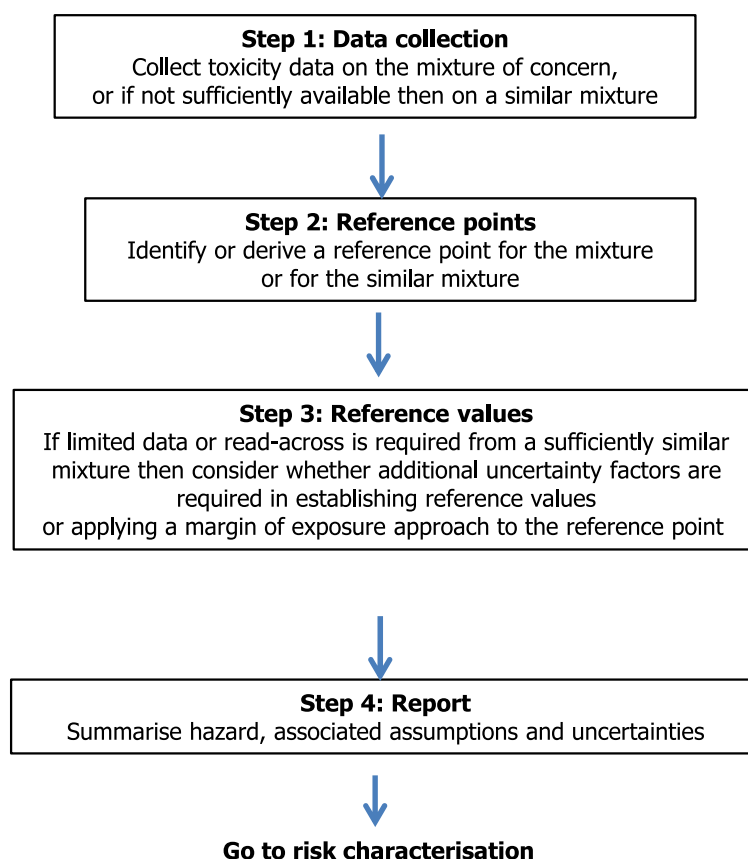 Step 1: Data collection
Collect toxicity data on the mixture of concern,
or if not sufficiently available then on a similar mixture
Step 2: Reference points
Identify or derive a reference point for the mixture
or for the similar mixture
Step 3: Reference values
If limited data or read-across is required from a sufficiently similar
mixture then consider whether additional uncertainty factors are
required in establishing reference values
or applying a margin of exposure approach to the reference point
Step 4: Report
Summarise hazard, associated assumptions and uncertainties
Go to risk characterisation